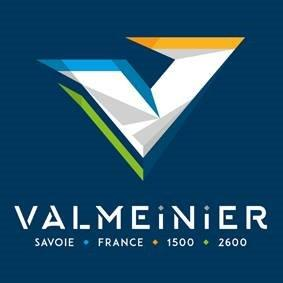 VALMEiNiER
SAVOIE • FRANCE • 1500 • 2600